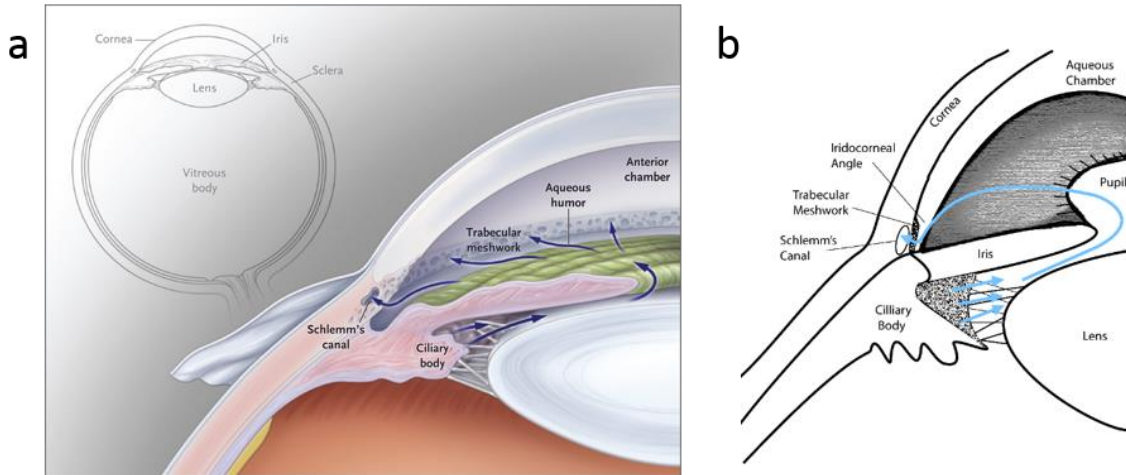 a
Cornea
Iris
Sclera
Lens
Vitreous
body
Anterior
chamber
Aqueous
humor
Trabecular
meshwork
Schlemm's
canal
Ciliary
body
b
Aqueous
Chamber
Cornea
Iridocorneal
Angle
Trabecular
Meshwork
Pupil
Schlemm's
Canal
Iris
Cilliary
Body
Lens